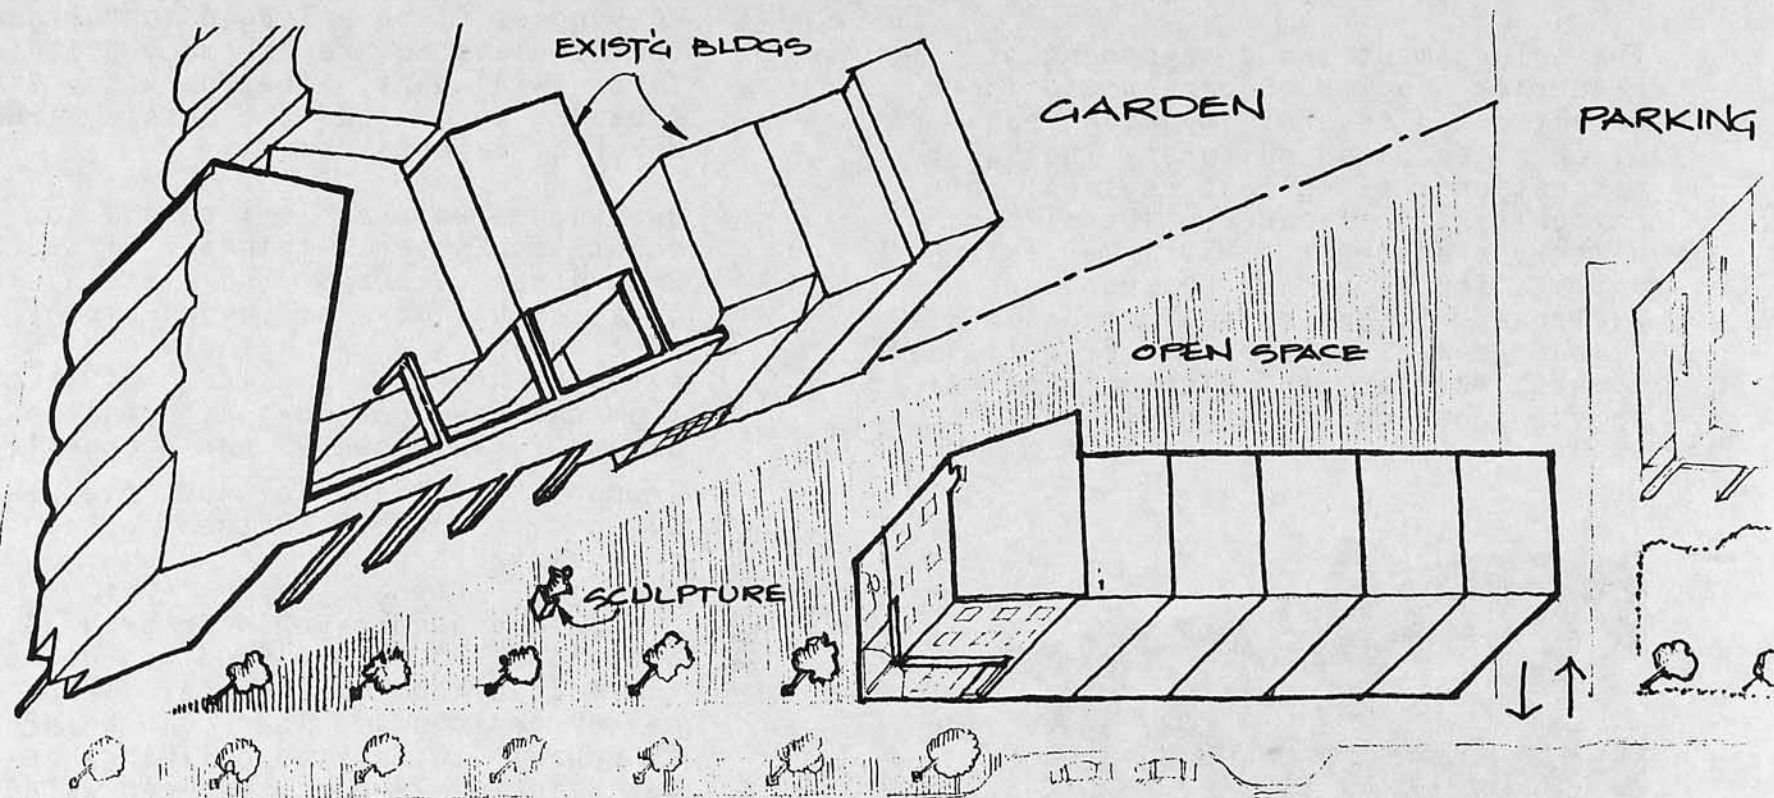 EXIST'G BLDGS
GARDEN
PARKING
OPEN SPACE
SCULPTURE